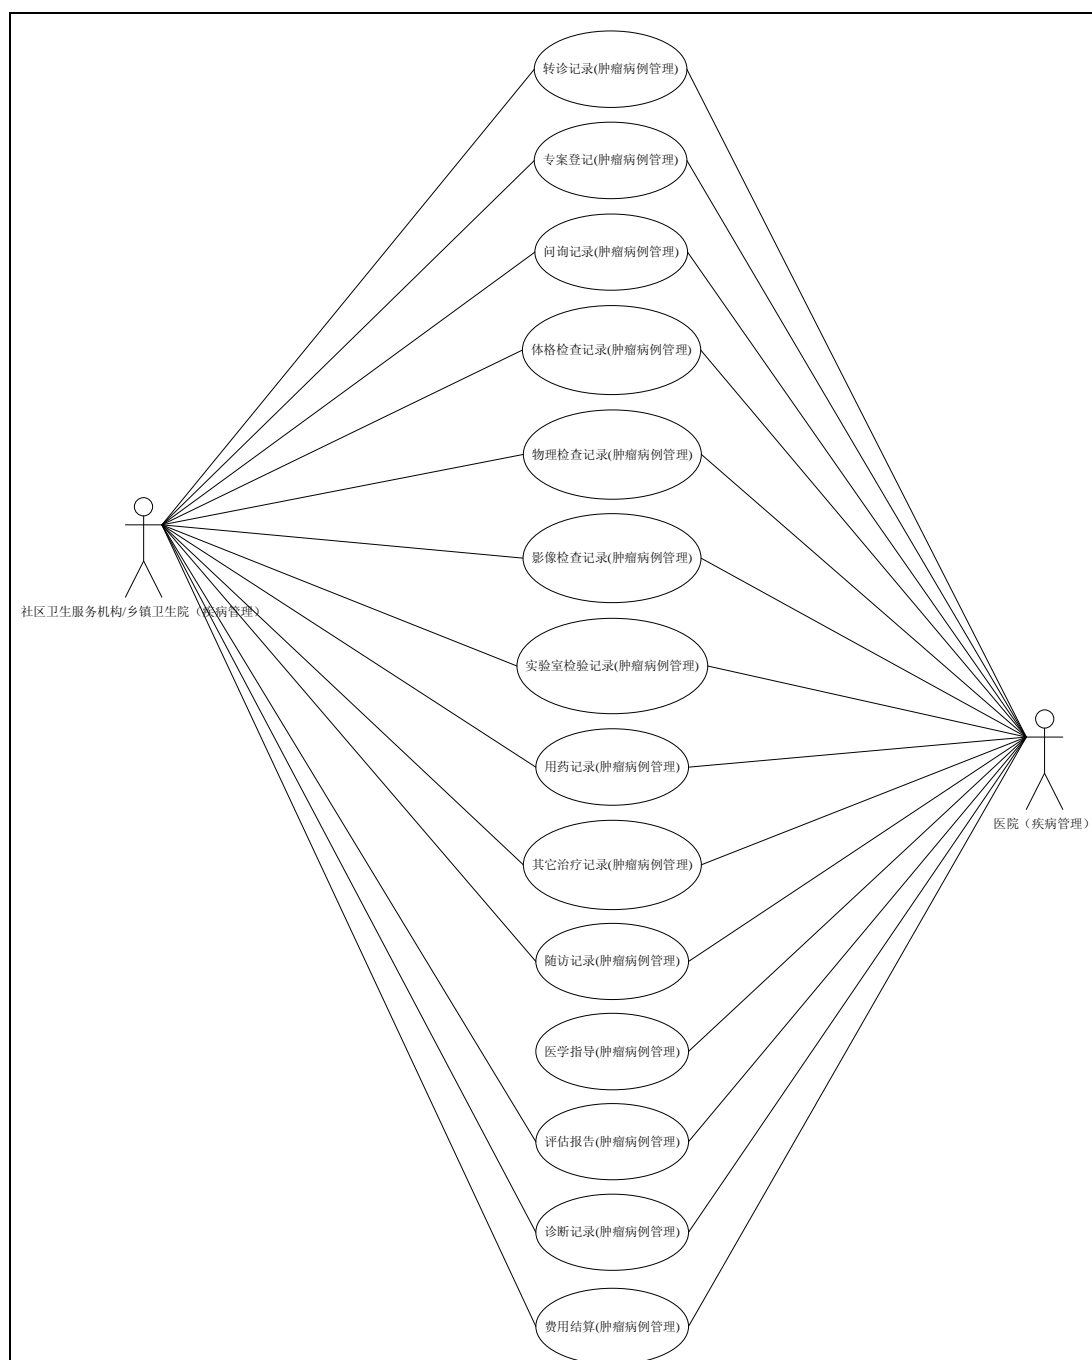 转诊记录(肿瘤病例管理)
专案登记(肿瘤病例管理)
问询记录(肿瘤病例管理)
体格检查记录(肿瘤病例管理)
物理检查记录(肿瘤病例管理)
影像检查记录(肿瘤病例管理)
社区卫生服务机构/乡镇卫生院（疾病管理）
实验室检验记录(肿瘤病例管理)
用药记录(肿瘤病例管理)
医院（疾病管理）
其它治疗记录(肿瘤病例管理)
随访记录(肿瘤病例管理)
医学指导(肿瘤病例管理)
评估报告(肿瘤病例管理)
诊断记录(肿瘤病例管理)
费用结算(肿瘤病例管理)